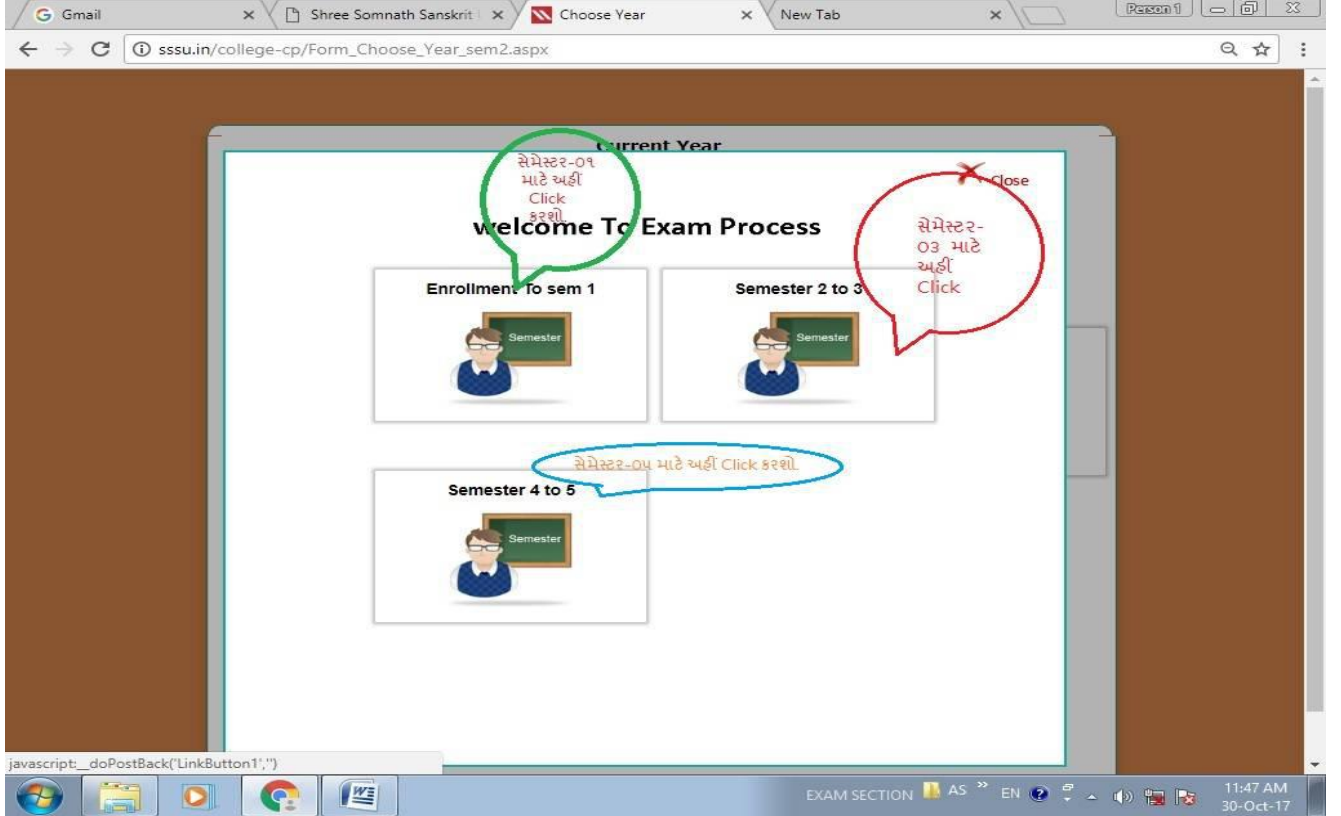 Gmail
Shree Somnath Sanskrit
Choose Year
New Tab
Person 1
sssu.in/college-cp/Form_Choose_Year_sem2.aspx
Current Year
સેમેસ્ટર-૦૧
માટે અહીં
Click
કરશો
Close
welcome To Exam Process
સેમેસ્ટર-
૦૩ માટે
અહીં
Click
Enrollment To sem 1
Semester 2 to 3
Semester
Semester
સેમેસ્ટર-૦૫ માટે અહીં Click કરશો.
Semester 4 to 5
Semester
javascript:__doPostBack('LinkButton1','')
EXAM SECTION
AS
EN
11:47 AM
30-Oct-17